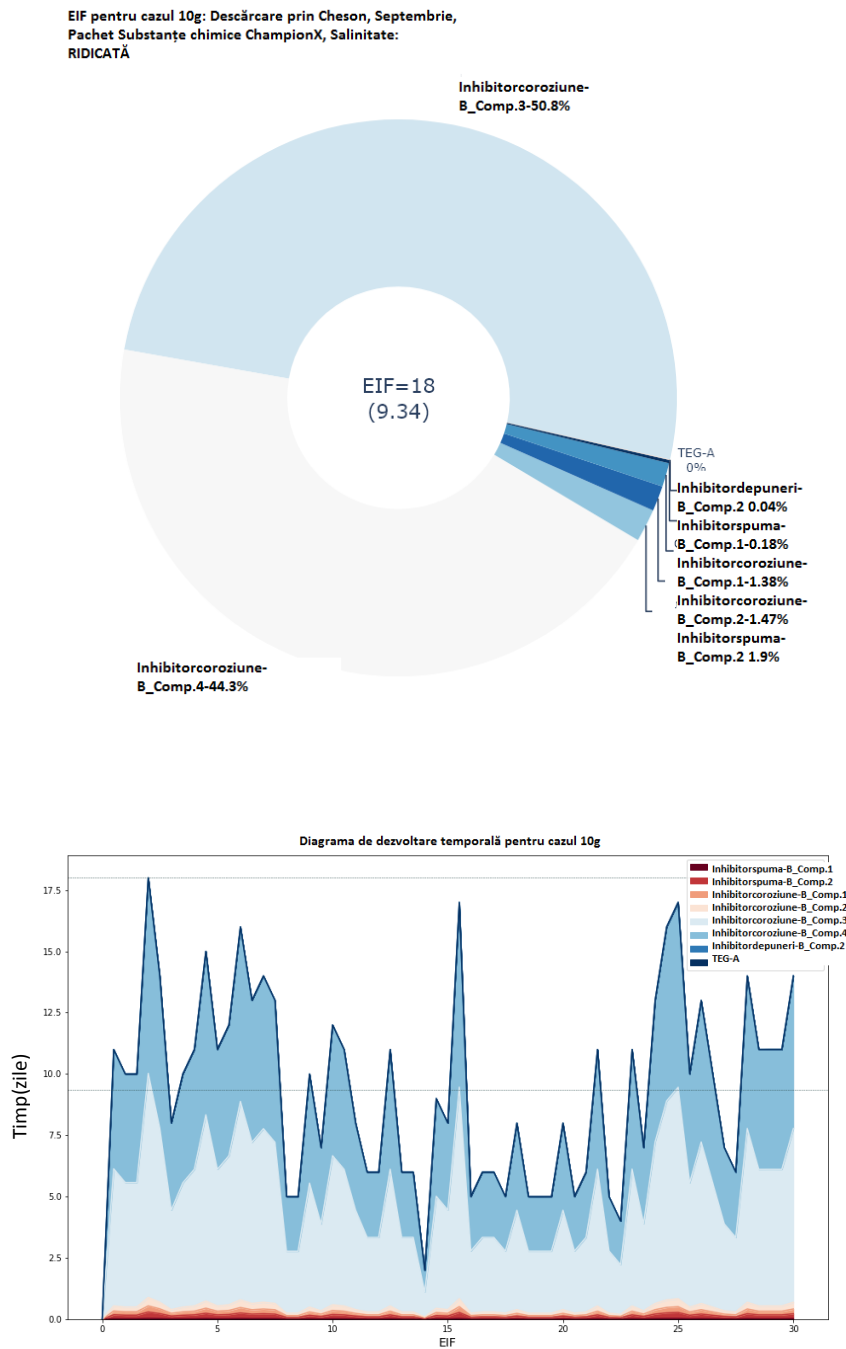 EIF pentru cazul 10g: Descărcare prin Cheson, Septembrie,
Pachet Substanțe chimice ChampionX, Salinitate:
RIDICATĂ
Inhibitorcoroziune-
B_Comp.3-50.8%
EIF=18
(9.34)
TEG-A
0%
Inhibitordepuneri-
B_Comp.2 0.04%
Inhibitorspuma-
B_Comp.1-0.18%
Inhibitorcoroziune-
B_Comp.1-1.38%
Inhibitorcoroziune-
B_Comp.2-1.47%
Inhibitorspuma-
B_Comp.2 1.9%
Inhibitorcoroziune-
B_Comp.4-44.3%
Diagrama de dezvoltare temporală pentru cazul 10g
Inhibitorspuma-B_Comp.1
Inhibitorspuma-B_Comp.2
Inhibitorcoroziune-B_Comp.1
Inhibitorcoroziune-B_Comp.2
Inhibitorcoroziune-B_Comp.3
Inhibitorcoroziune-B_Comp.4
Inhibitordepuneri-B_Comp.2
TEG-A
Timp(zile)
17.5
15.0
12.5
10.0
7.5
5.0
2.5
0.0
0 5 10 15 20 25 30
EIF